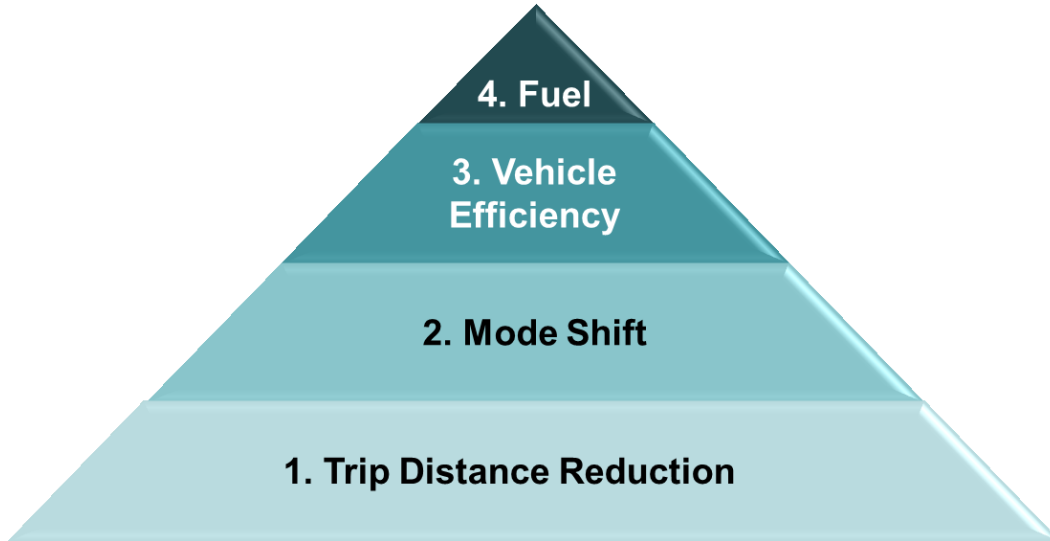 4. Fuel
3. Vehicle
Efficiency
2. Mode Shift
1. Trip Distance Reduction